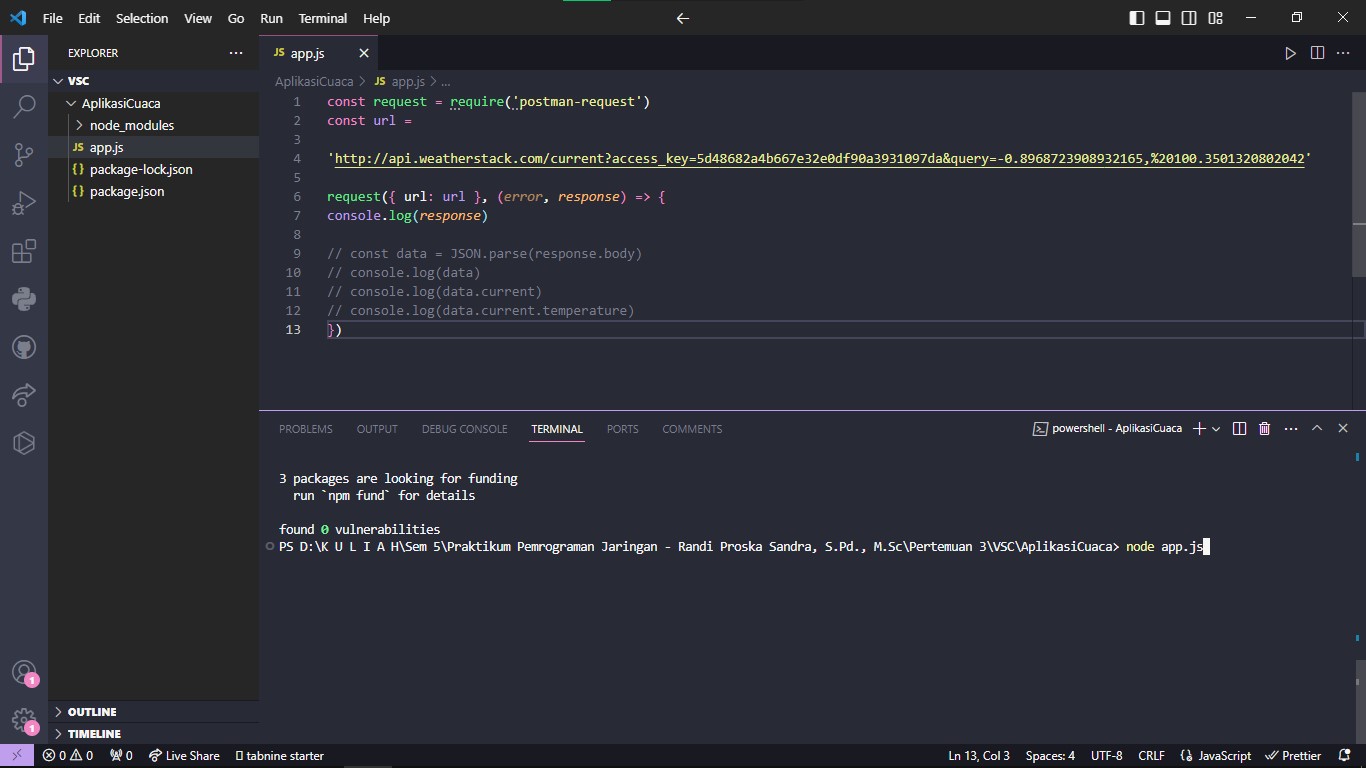 File Edit Selection View Go Run Terminal Help
EXPLORER
VSC
AplikasiCuaca
node_modules
JS app.js
{} package-lock.json
{} package.json
OUTLINE
TIMELINE
JS app.js
AplikasiCuaca > JS app.js > ...
1 const request = require('postman-request')
2 const url =
3
4 'http://api.weatherstack.com/current?access_key=5d48682a4b667e32e0df90a3931097da&query=-0.8968723908932165,%20100.3501320802042'
5
6 request({ url: url }, (error, response) => {
7 console.log(response)
8
9 // const data = JSON.parse(response.body)
10 // console.log(data)
11 // console.log(data.current)
12 // console.log(data.current.temperature)
13 })
PROBLEMS OUTPUT DEBUG CONSOLE TERMINAL PORTS COMMENTS
powershell - AplikasiCuaca
3 packages are looking for funding
run `npm fund` for details
found 0 vulnerabilities
PS D:\K U L I A H\Sem 5\Praktikum Pemrograman Jaringan - Randi Proska Sandra, S.Pd., M.Sc\Pertemuan 3\VSC\AplikasiCuaca> node app.js
1
1
0 0 0 Live Share tabnine starter
Ln 13, Col 3 Spaces: 4 UTF-8 CRLF {} JavaScript Prettier